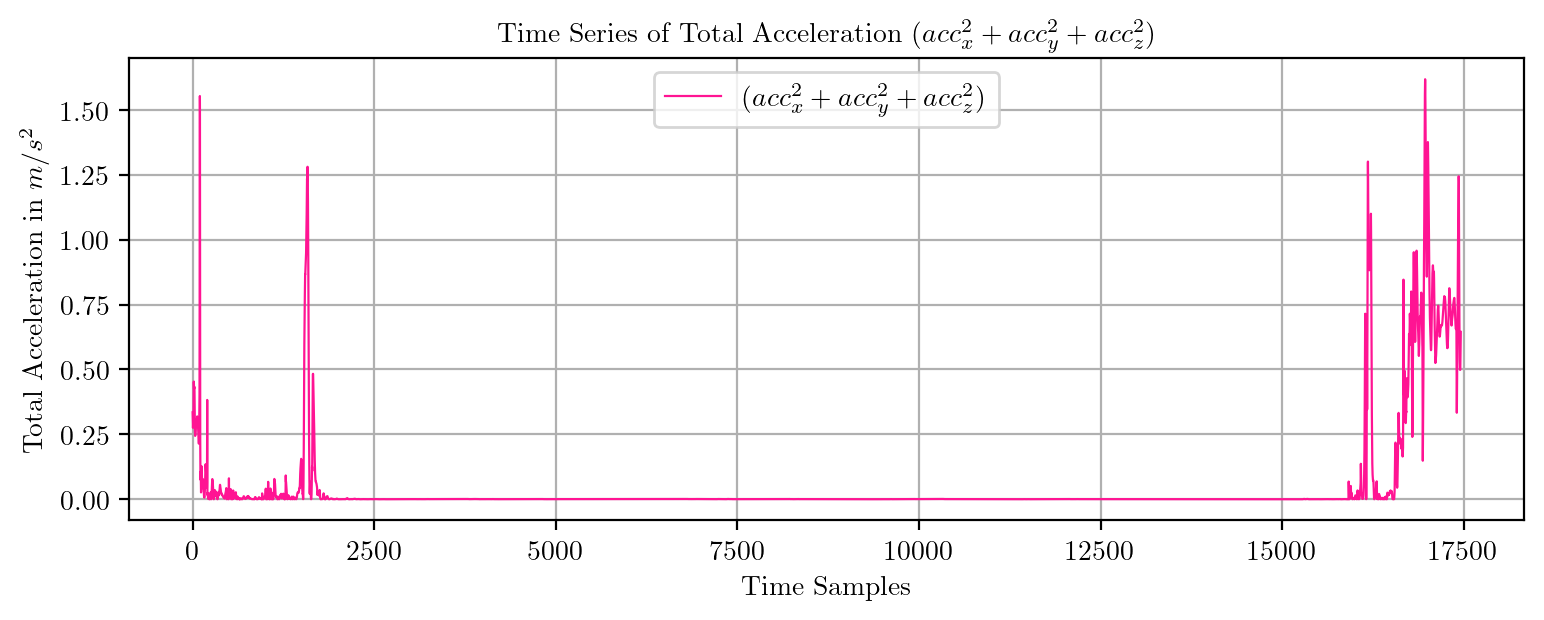 Time Series of Total Acceleration $(acc_x^2 + acc_y^2 + acc_z^2)$
$(acc_x^2 + acc_y^2 + acc_z^2)$
Total Acceleration in $m/s^2$
1.50
1.25
1.00
0.75
0.50
0.25
0.00
0 2500 5000 7500 10000 12500 15000 17500
Time Samples